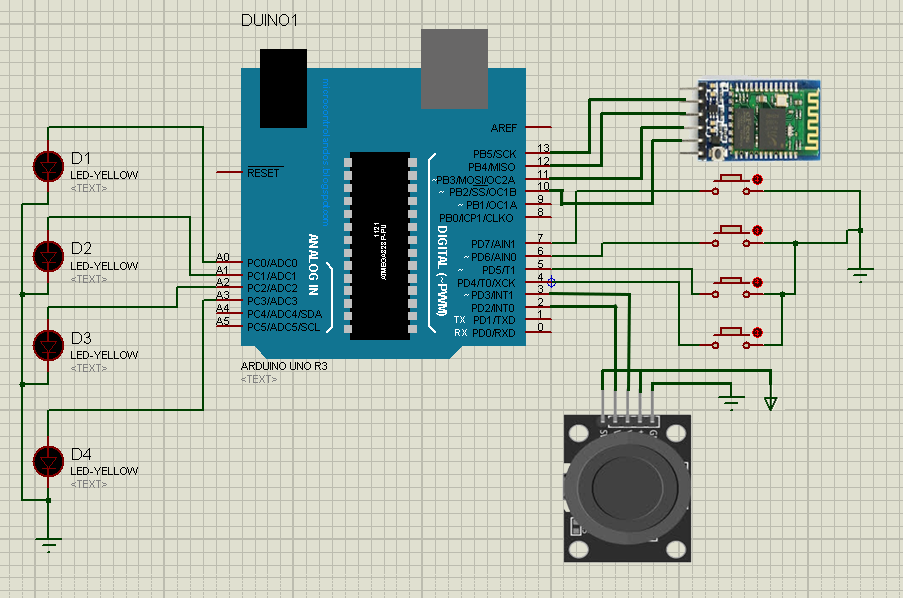 DUINO1
D1
LED-YELLOW
<TEXT>
D2
LED-YELLOW
<TEXT>
D3
LED-YELLOW
<TEXT>
D4
LED-YELLOW
<TEXT>
RESET
A0
A1
A2
A3
A4
A5
PC0/ADC0
PC1/ADC1
PC2/ADC2
PC3/ADC3
PC4/ADC4/SDA
PC5/ADC5/SCL
ANALOG IN
1121
DIGITAL (~PWM)
AREF
PB5/SCK 13
PB4/MISO 12
~PB3/MOSI/OC2A 11
~ PB2/SS/OC1B 10
~ PB1/OC1A 9
PB0/ICP1/CLKO 8
PD7/AIN1 7
~ PD6/AIN0 6
~ PD5/T1 5
PD4/T0/XCK 4
~ PD3/INT1 3
PD2/INT0 2
TX PD1/TXD 1
RX PD0/RXD 0
ARDUINO UNO R3
<TEXT>